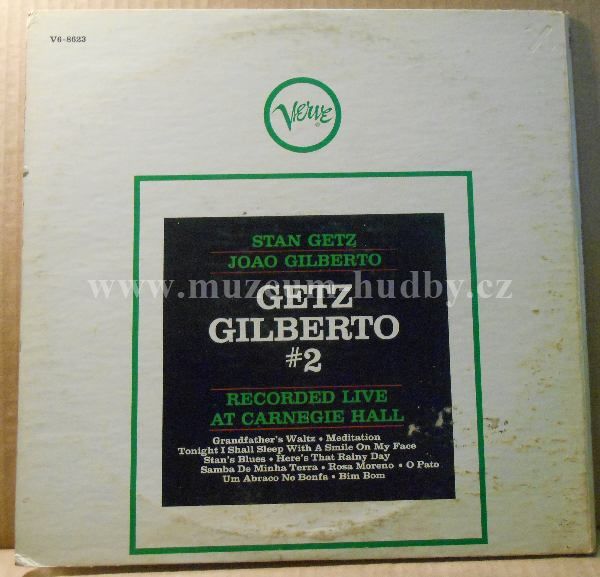 V6-8623
Verve
STAN GETZ
JOAO GILBERTO
www.muzeum-hudby.cz
GETZ
GILBERTO
#2
RECORDED LIVE
AT CARNEGIE HALL
Grandfather's Waltz • Meditation
Tonight I Shall Sleep With A Smile On My Face
Stan's Blues • Here's That Rainy Day
Samba De Minha Terra • Rosa Moreno • O Pato
Um Abraco No Bonfa • Bim Bom